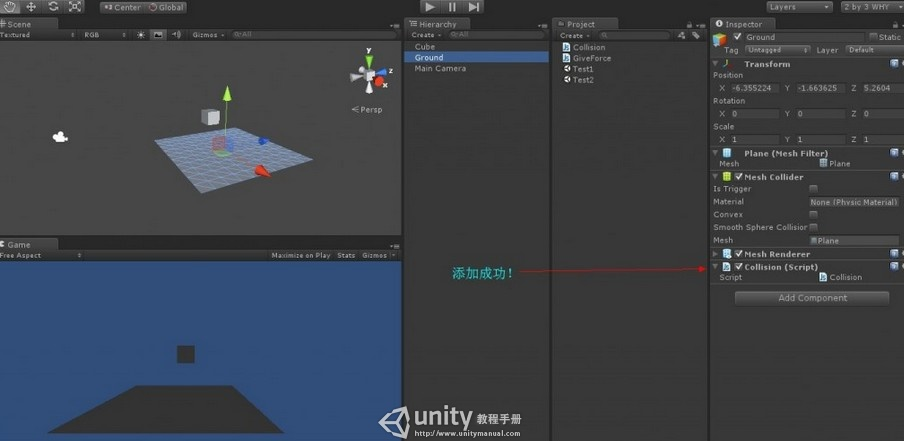 Center Global
Layers
2 by 3 WHY
Scene
Textured RGB Gizmos All
y
z
x
Persp
Hierarchy
Create All
Cube
Ground
Main Camera
Project
Create
Collision
GiveForce
Test1
Test2
Inspector
Ground Static
Tag Untagged Layer Default
Transform
Position
X -6.355224 Y -1.663625 Z 5.2604
Rotation
X 0 Y 0 Z 0
Scale
X 1 Y 1 Z 1
Plane (Mesh Filter)
Mesh Plane
Mesh Collider
Is Trigger
Material None (Physic Material)
Convex
Smooth Sphere Collision
Mesh Plane
Mesh Renderer
Collision (Script)
Script Collision
Add Component
Game
Free Aspect Maximize on Play Stats Gizmos
添加成功!
unity 教程手册
http://www.unitymanual.com